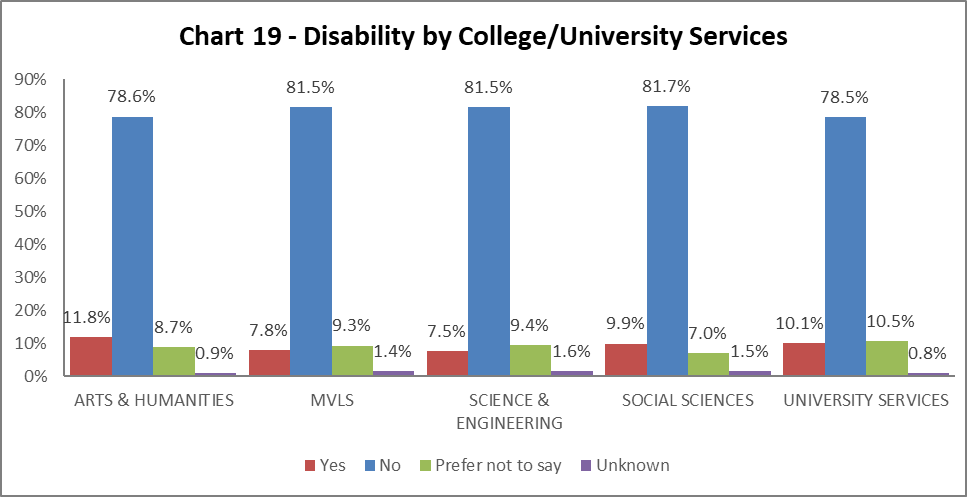 Chart 19 - Disability by College/University Services
90%
80%
70%
60%
50%
40%
30%
20%
10%
0%
11.8%
78.6%
8.7%
0.9%
7.8%
81.5%
9.3%
1.4%
7.5%
81.5%
9.4%
1.6%
9.9%
81.7%
7.0%
1.5%
10.1%
78.5%
10.5%
0.8%
ARTS & HUMANITIES
MVLS
SCIENCE &
ENGINEERING
SOCIAL SCIENCES
UNIVERSITY SERVICES
Yes
No
Prefer not to say
Unknown